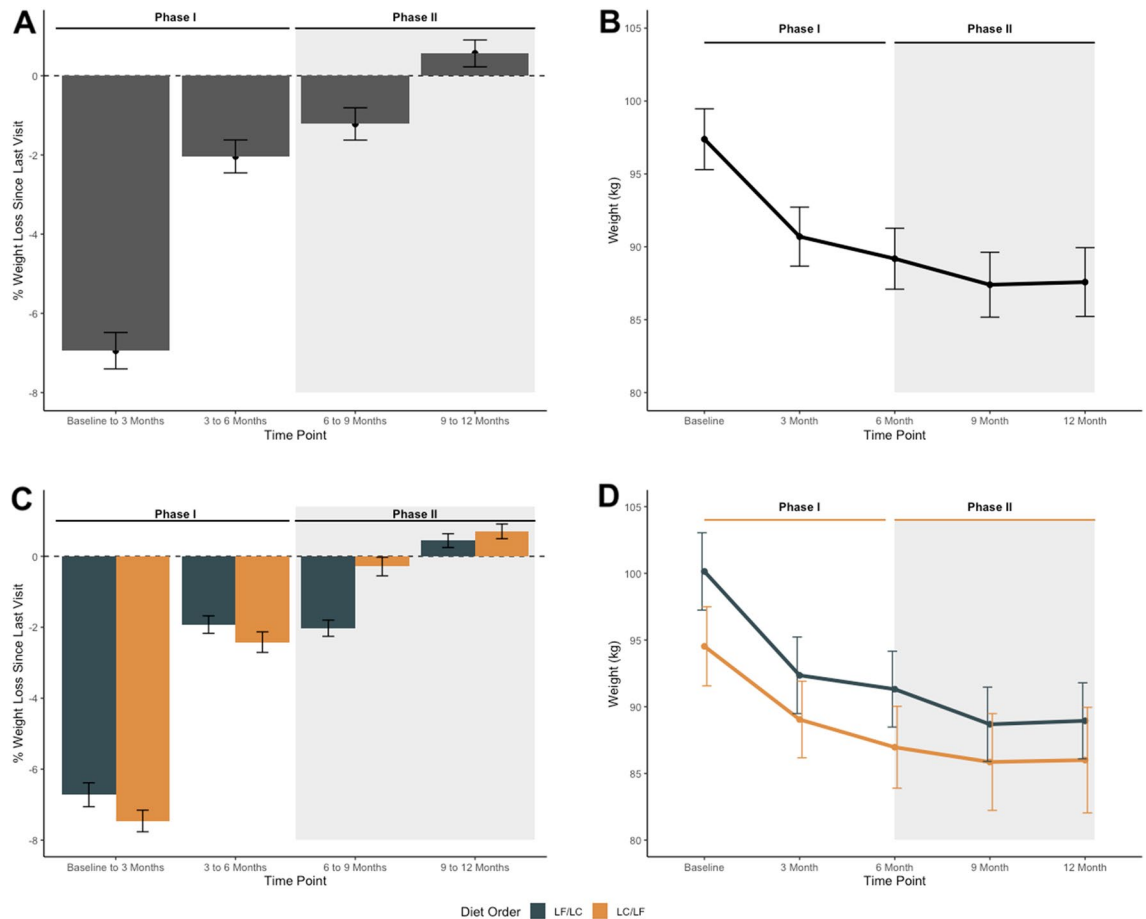 A
Phase I
Phase II
% Weight Loss Since Last Visit
0
-2
-4
-6
-8
Baseline to 3 Months
3 to 6 Months
6 to 9 Months
9 to 12 Months
Time Point
B
Phase I
Phase II
Weight (kg)
105
100
95
90
85
80
Baseline
3 Month
6 Month
9 Month
12 Month
Time Point
C
Phase I
Phase II
% Weight Loss Since Last Visit
0
-2
-4
-6
-8
Baseline to 3 Months
3 to 6 Months
6 to 9 Months
9 to 12 Months
Time Point
D
Phase I
Phase II
Weight (kg)
105
100
95
90
85
80
Baseline
3 Month
6 Month
9 Month
12 Month
Time Point
Diet Order LF/LC LC/LF